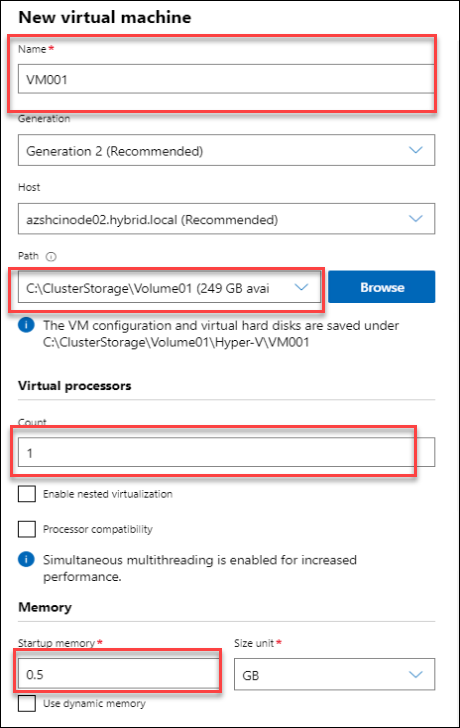 New virtual machine
Name *
VM001
Generation
Generation 2 (Recommended)
Host
azshcinode02.hybrid.local (Recommended)
Path
C:\ClusterStorage\Volume01 (249 GB avai
Browse
The VM configuration and virtual hard disks are saved under
C:\ClusterStorage\Volume01\Hyper-V\VM001
Virtual processors
Count
1
Enable nested virtualization
Processor compatibility
Simultaneous multithreading is enabled for increased
performance.
Memory
Startup memory * Size unit *
0.5 GB
Use dynamic memory